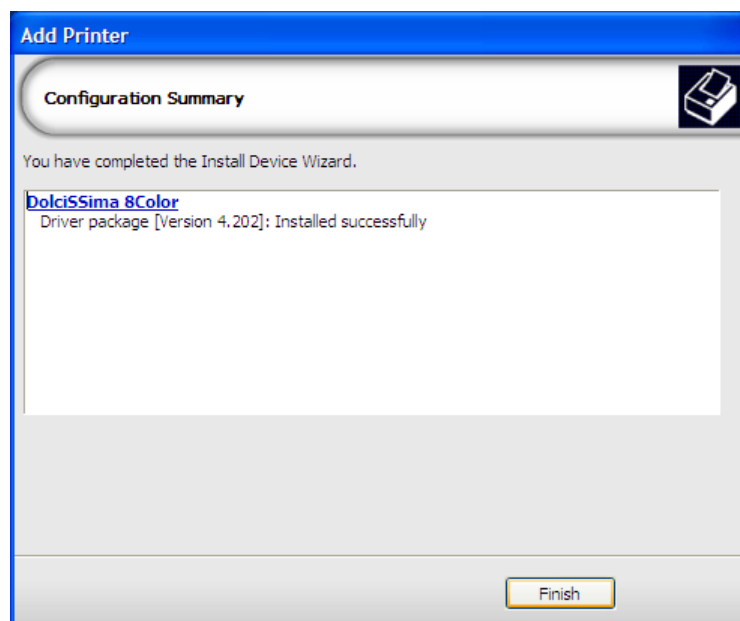 Add Printer
Configuration Summary
You have completed the Install Device Wizard.
DolciSSima 8Color
Driver package [Version 4.202]: Installed successfully
Finish